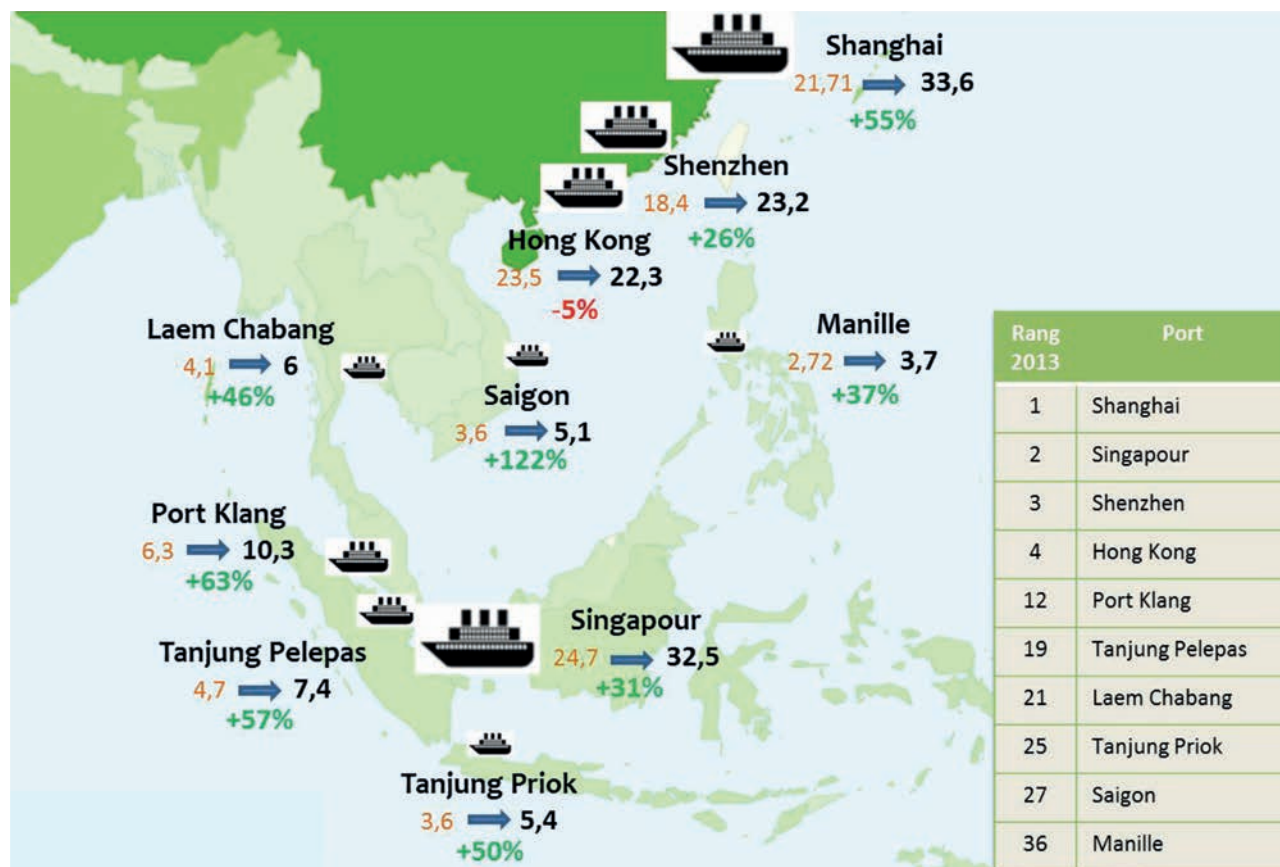 Shanghai
21,71 33,6
+55%
Shenzhen
18,4 23,2
+26%
Hong Kong
23,5 22,3
-5%
Laem Chabang
4,1 6
+46%
Manille
2,72 3,7
+37%
Saigon
3,6 5,1
+122%
Port Klang
6,3 10,3
+63%
Singapour
24,7 32,5
+31%
Tanjung Pelepas
4,7 7,4
+57%
Tanjung Priok
3,6 5,4
+50%
Rang 2013 Port
1 Shanghai
2 Singapour
3 Shenzhen
4 Hong Kong
12 Port Klang
19 Tanjung Pelepas
21 Laem Chabang
25 Tanjung Priok
27 Saigon
36 Manille